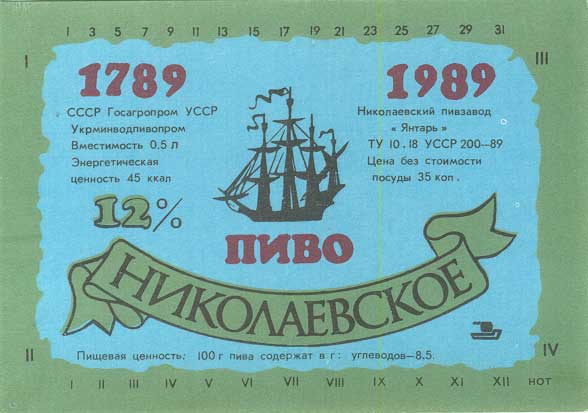 1 3 5 7 9 11 13 15 17 19 21 23 25 27 29 31
I
III
1789
1989
СССР Госагропром УССР
Укрминводпивопром
Вместимость 0,5 л
Энергетическая
ценность 45 ккал
Николаевский пивзавод
« Янтарь »
ТУ 10.18 УССР 200—89
Цена без стоимости
посуды 35 коп.
12%
ПИВО
НИКОЛАЕВСКОЕ
II
IV
Пищевая ценность: 100 г пива содержат в г: углеводов—8,5.
I II III IV V VI VII VIII IX X XI XII НОТ